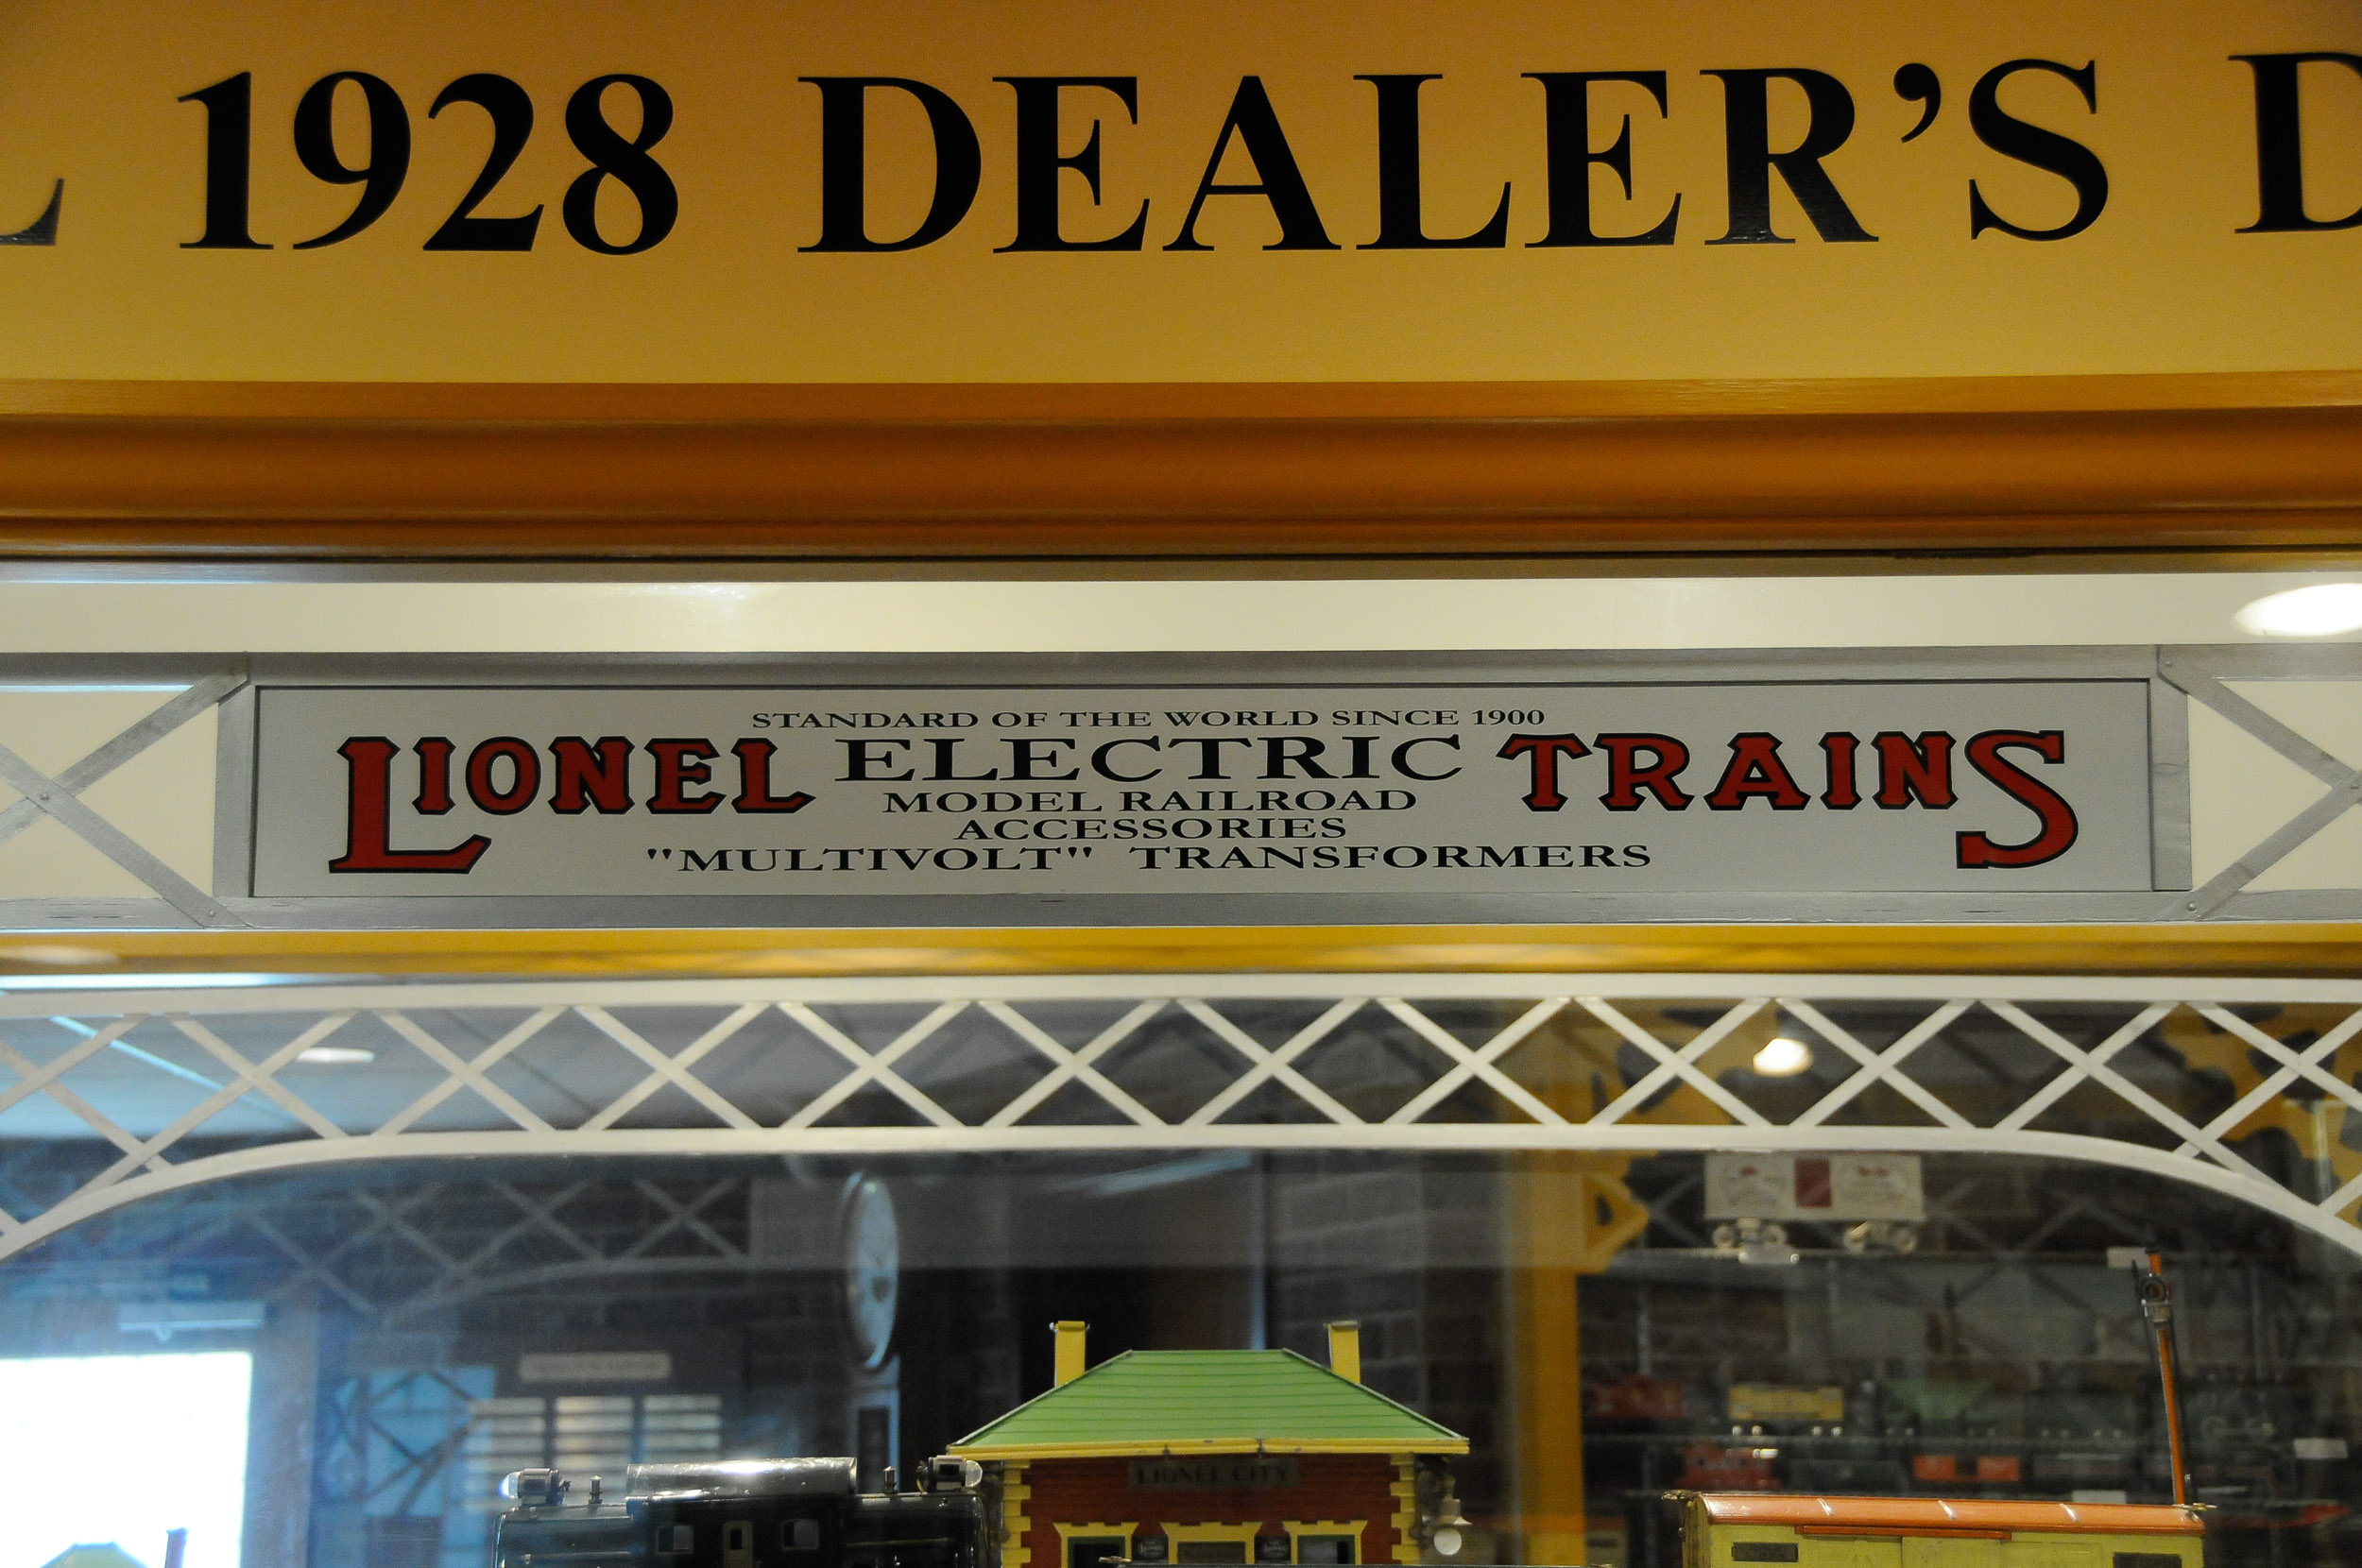 L 1928 DEALER'S D
STANDARD OF THE WORLD SINCE 1900
LIONEL ELECTRIC TRAINS
MODEL RAILROAD
ACCESSORIES
"MULTIVOLT" TRANSFORMERS
LIONEL CITY